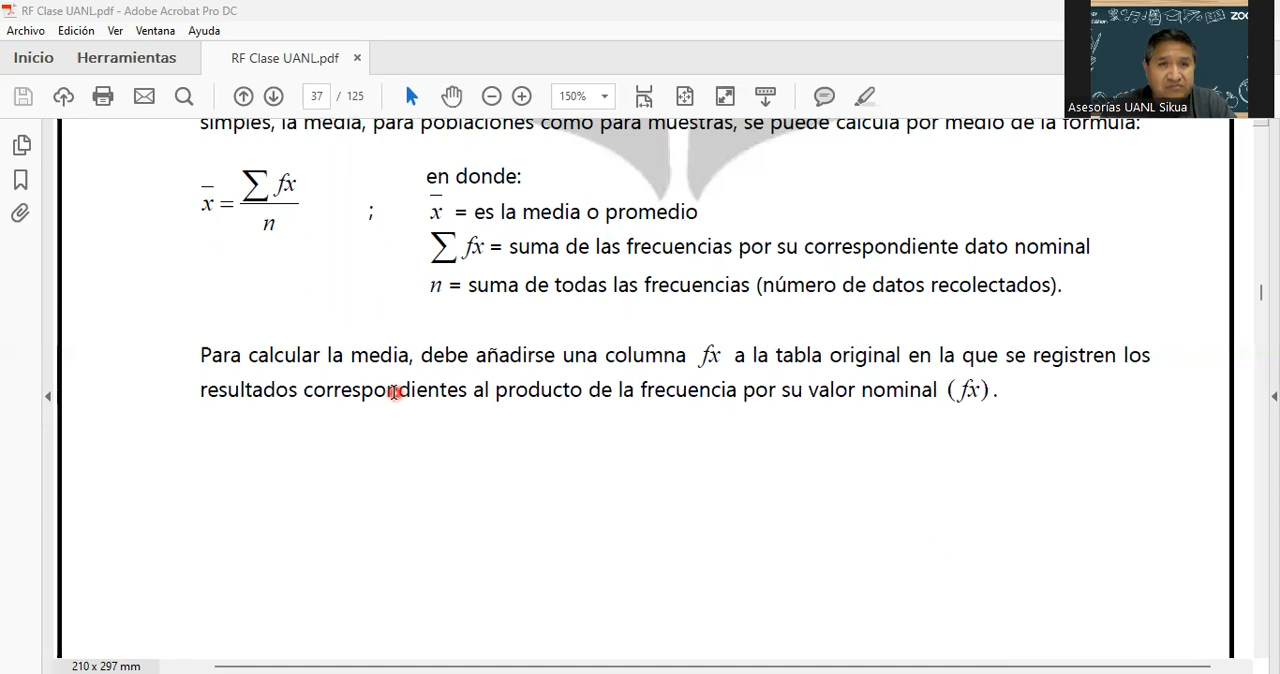 RF Clase UANL.pdf - Adobe Acrobat Pro DC
Archivo Edición Ver Ventana Ayuda
Inicio Herramientas RF Clase UANL.pdf ×
37 / 125 150%
ZOO
Asesorías UANL Sikua
simples, la media, para poblaciones como para muestras, se puede calcula por medio de la fórmula:
x̄ = ∑ fx / n ; en donde:
x̄ = es la media o promedio
∑ fx = suma de las frecuencias por su correspondiente dato nominal
n = suma de todas las frecuencias (número de datos recolectados).
Para calcular la media, debe añadirse una columna fx a la tabla original en la que se registren los
resultados correspondientes al producto de la frecuencia por su valor nominal ( fx) .
210 x 297 mm